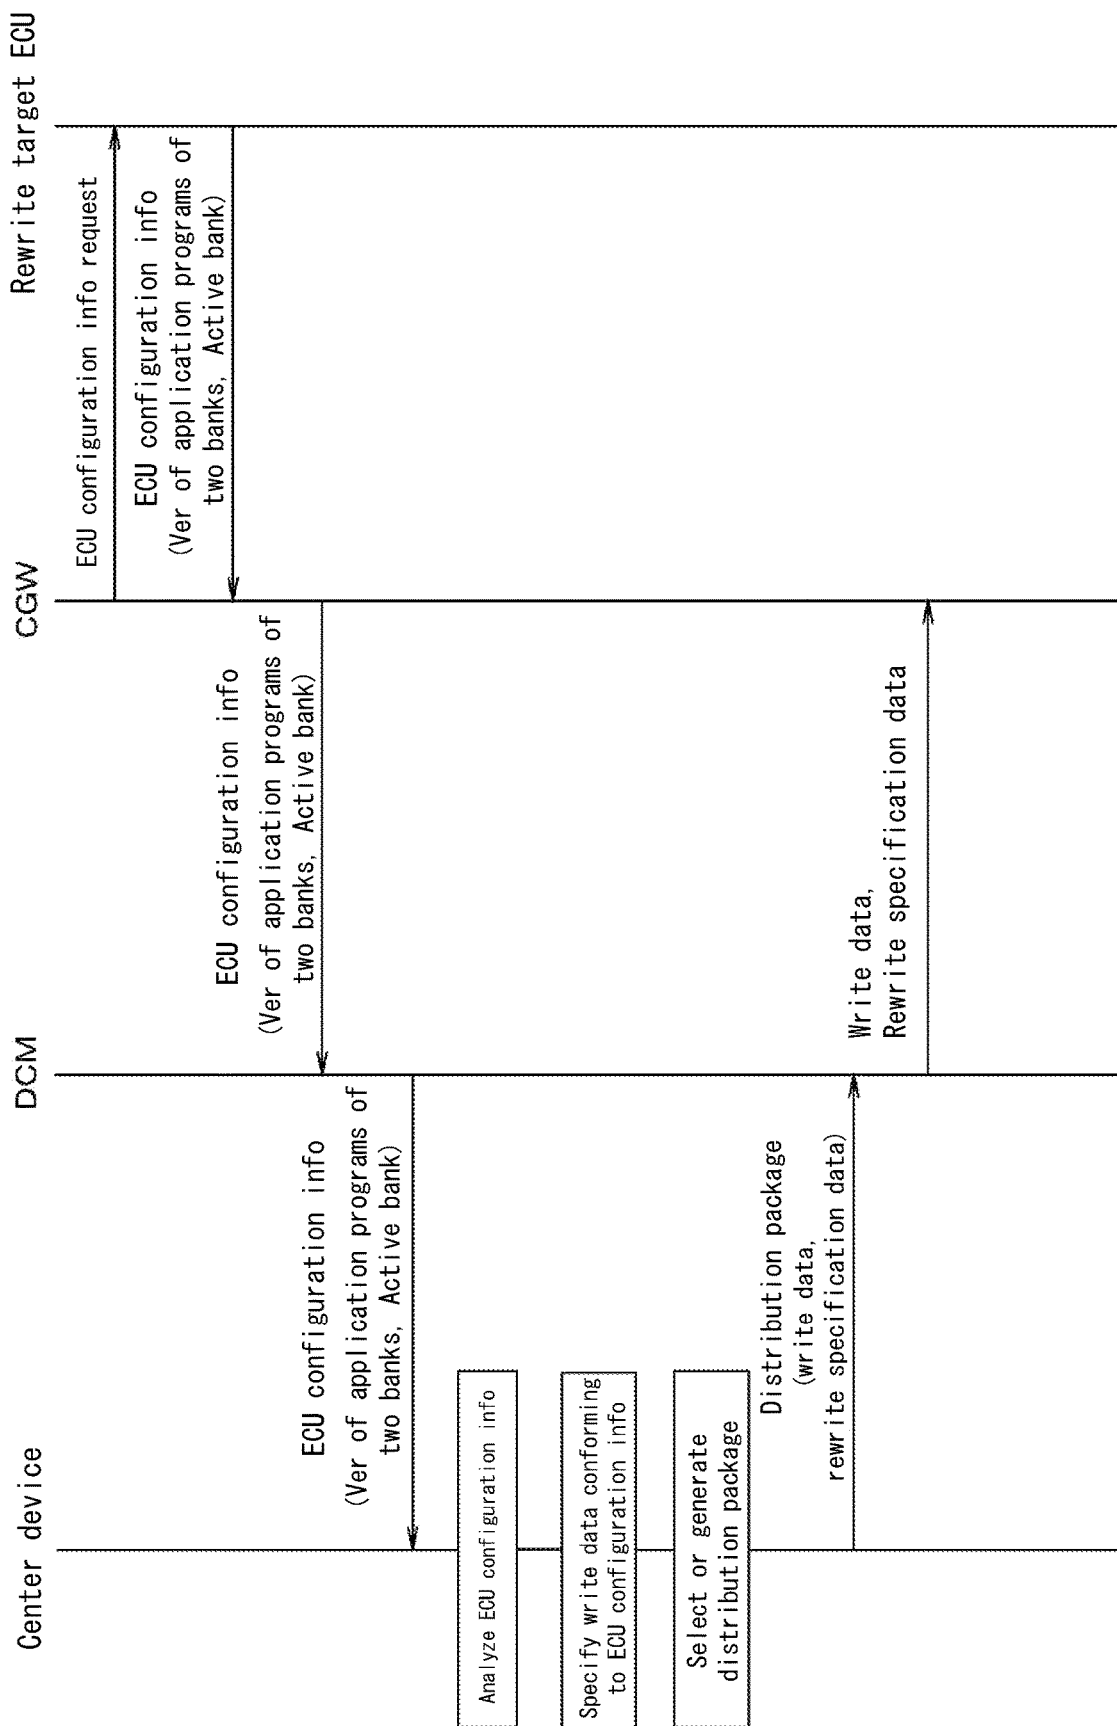 Center device
DCM
CGW
Rewrite target ECU
ECU configuration info request
ECU configuration info
(Ver of application programs of
two banks, Active bank)
ECU configuration info
(Ver of application programs of
two banks, Active bank)
ECU configuration info
(Ver of application programs of
two banks, Active bank)
Analyze ECU configuration info
Specify write data conforming
to ECU configuration info
Select or generate
distribution package
Distribution package
(write data,
rewrite specification data)
Write data,
Rewrite specification data